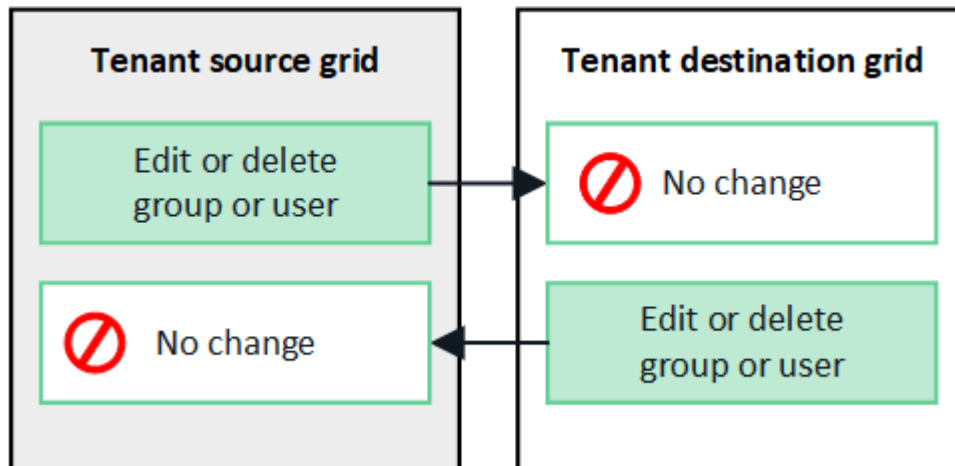 Tenant source grid
Edit or delete
group or user
No change
Tenant destination grid
No change
Edit or delete
group or user